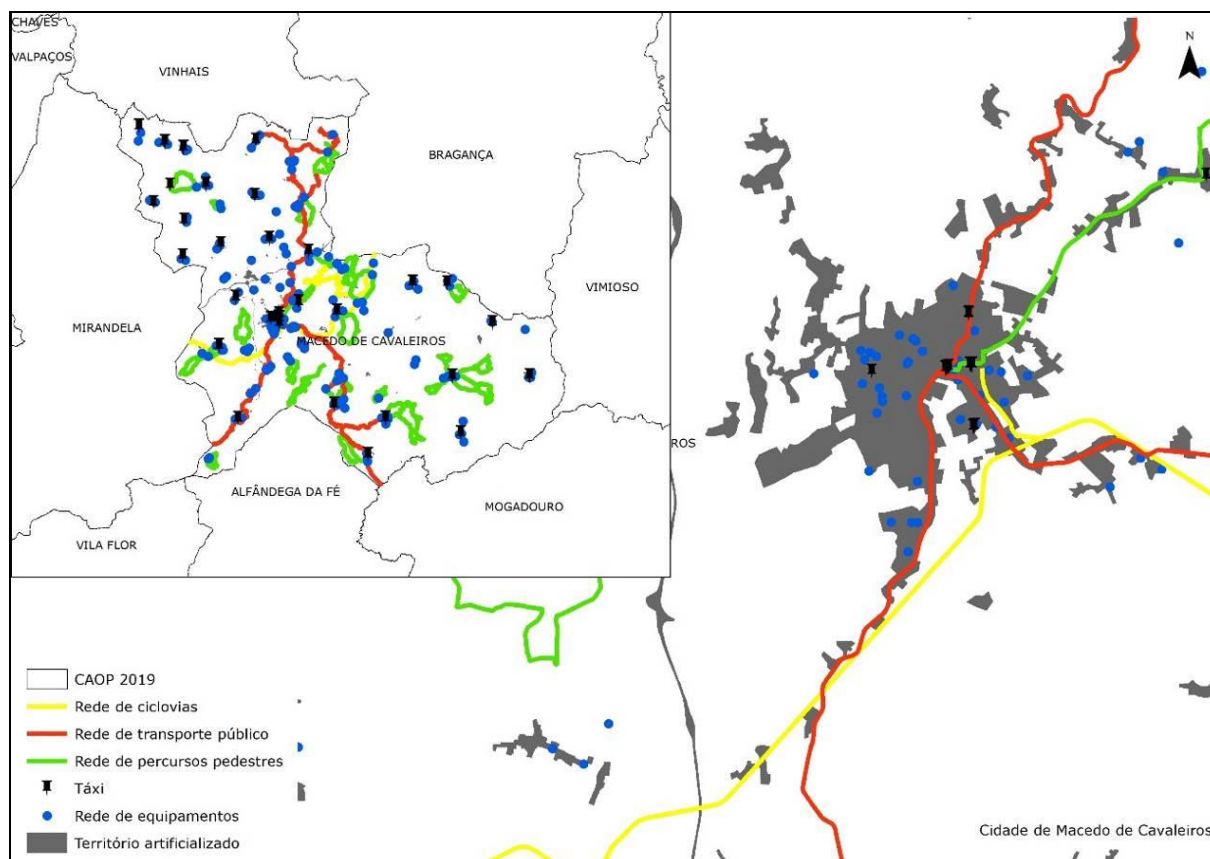 CHAVES
VALPAÇOS
VINHAIS
BRAGANÇA
VIMIOSO
MIRANDELA
MACEDO DE CAVALEIROS
ALFÂNDEGA DA FÉ
MOGADOURO
VILA FLOR
N
ROS
CAOP 2019
Rede de ciclovias
Rede de transporte público
Rede de percursos pedestres
Táxi
Rede de equipamentos
Território artificializado
Cidade de Macedo de Cavaleiros